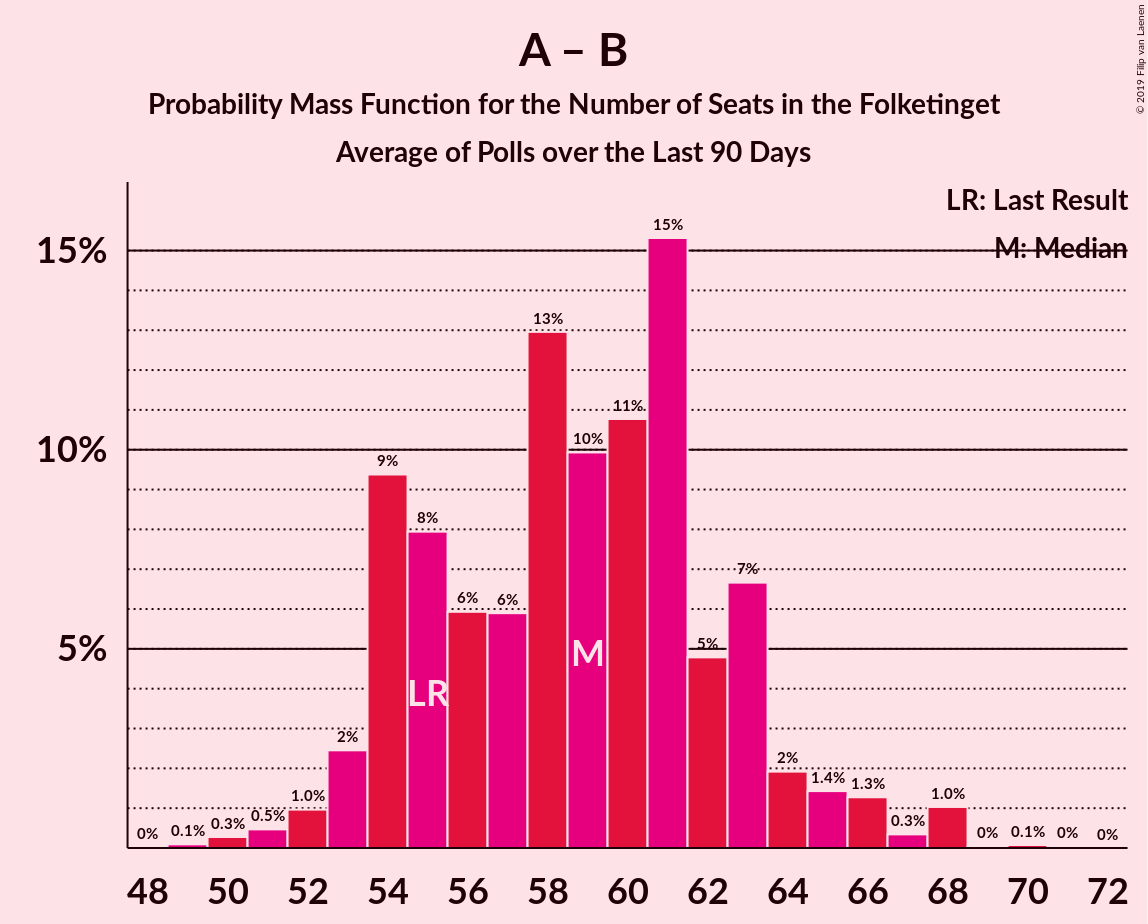 A – B
Probability Mass Function for the Number of Seats in the Folketinget
Average of Polls over the Last 90 Days
© 2019 Filip van Laenen
LR: Last Result
M: Median
15%
10%
5%
0% 0.1% 0.3% 0.5% 1.0% 2% 9% 8% 6% 6% 13% 10% 11% 15% 5% 7% 2% 1.4% 1.3% 0.3% 1.0% 0% 0.1% 0% 0%
LR M
48 50 52 54 56 58 60 62 64 66 68 70 72